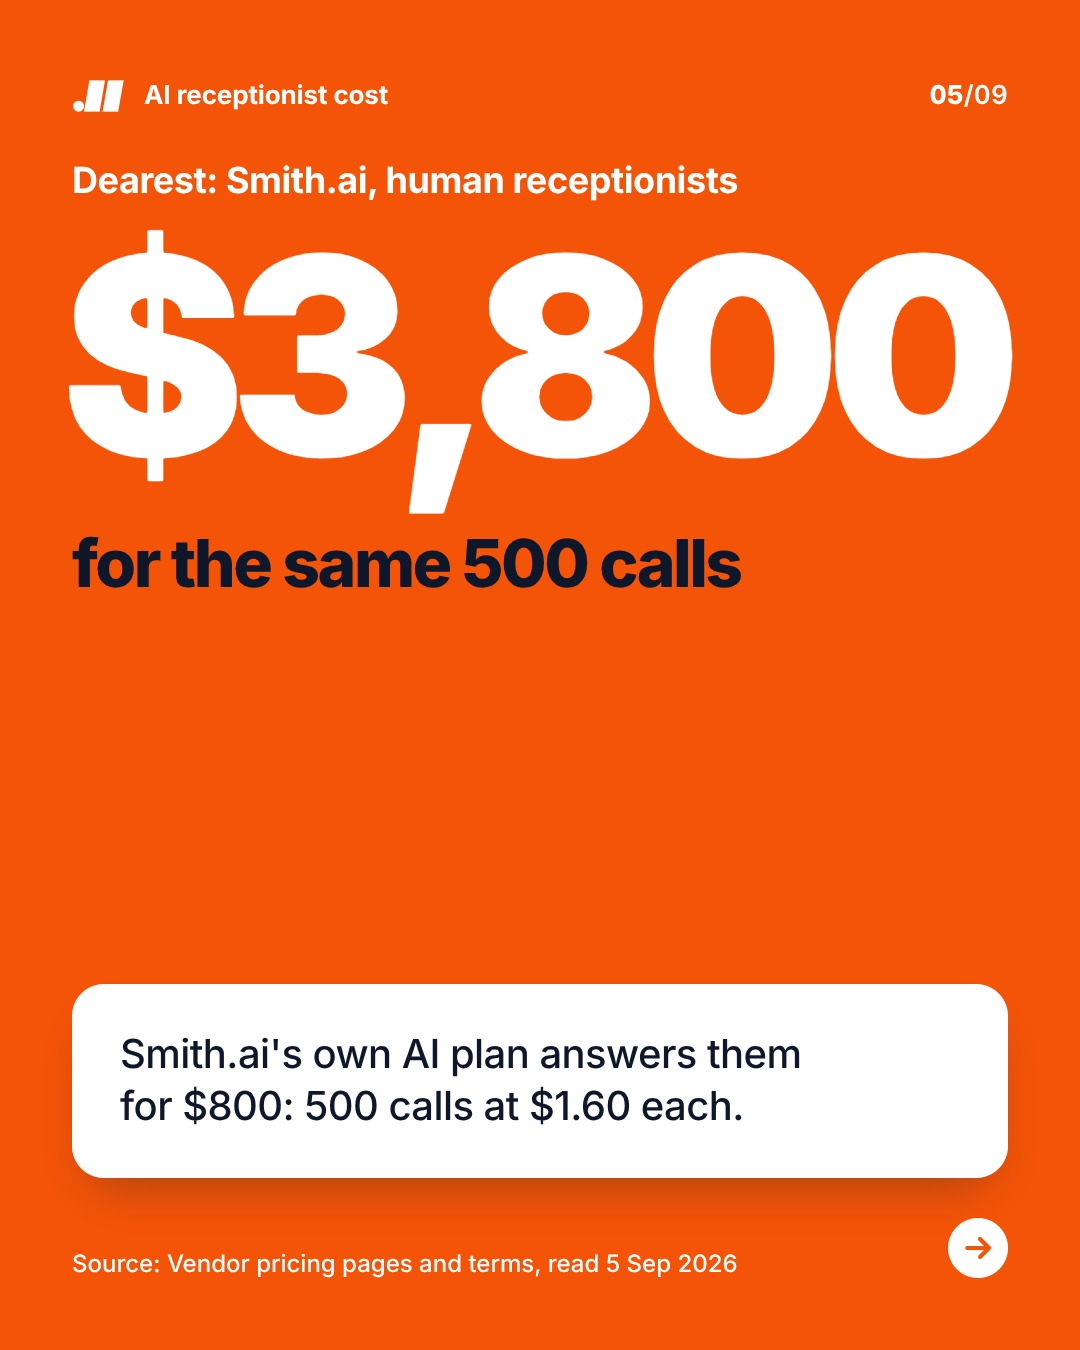 AI receptionist cost
05/09
Dearest: Smith.ai, human receptionists
$3,800
for the same 500 calls
Smith.ai's own AI plan answers them
for $800: 500 calls at $1.60 each.
Source: Vendor pricing pages and terms, read 5 Sep 2026